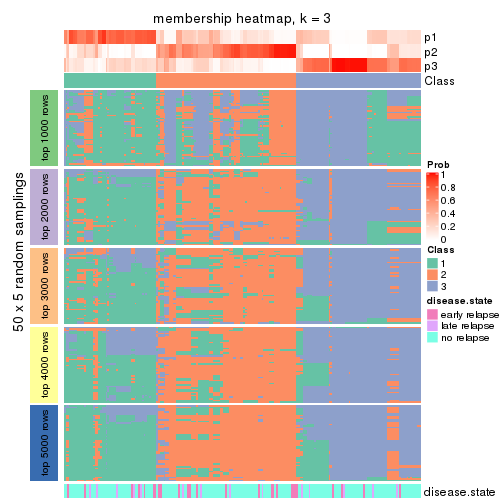 membership heatmap, k = 3
p1
p2
p3
Class
50 x 5 random samplings
top 1000 rows
top 2000 rows
top 3000 rows
top 4000 rows
top 5000 rows
Prob
1
0.8
0.6
0.4
0.2
0
Class
1
2
3
disease.state
early relapse
late relapse
no relapse
disease.state